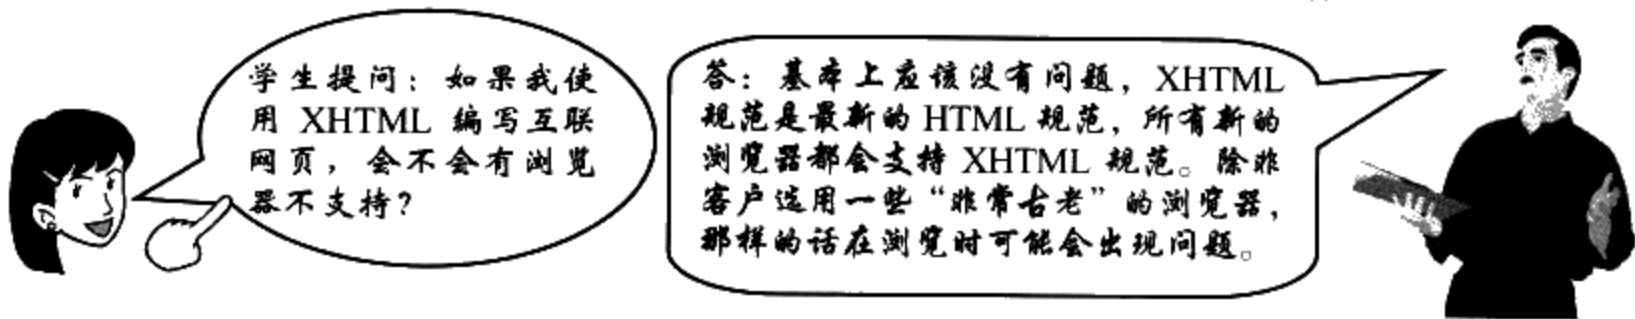 学生提问：如果我使
用 XHTML 编写互联
网页，会不会有浏览
器不支持？
答：基本上应该没有问题，XHTML
规范是最新的 HTML 规范，所有新的
浏览器都会支持 XHTML 规范。除非
客户选用一些“非常古老”的浏览器，
那样的话在浏览时可能会出现问题。